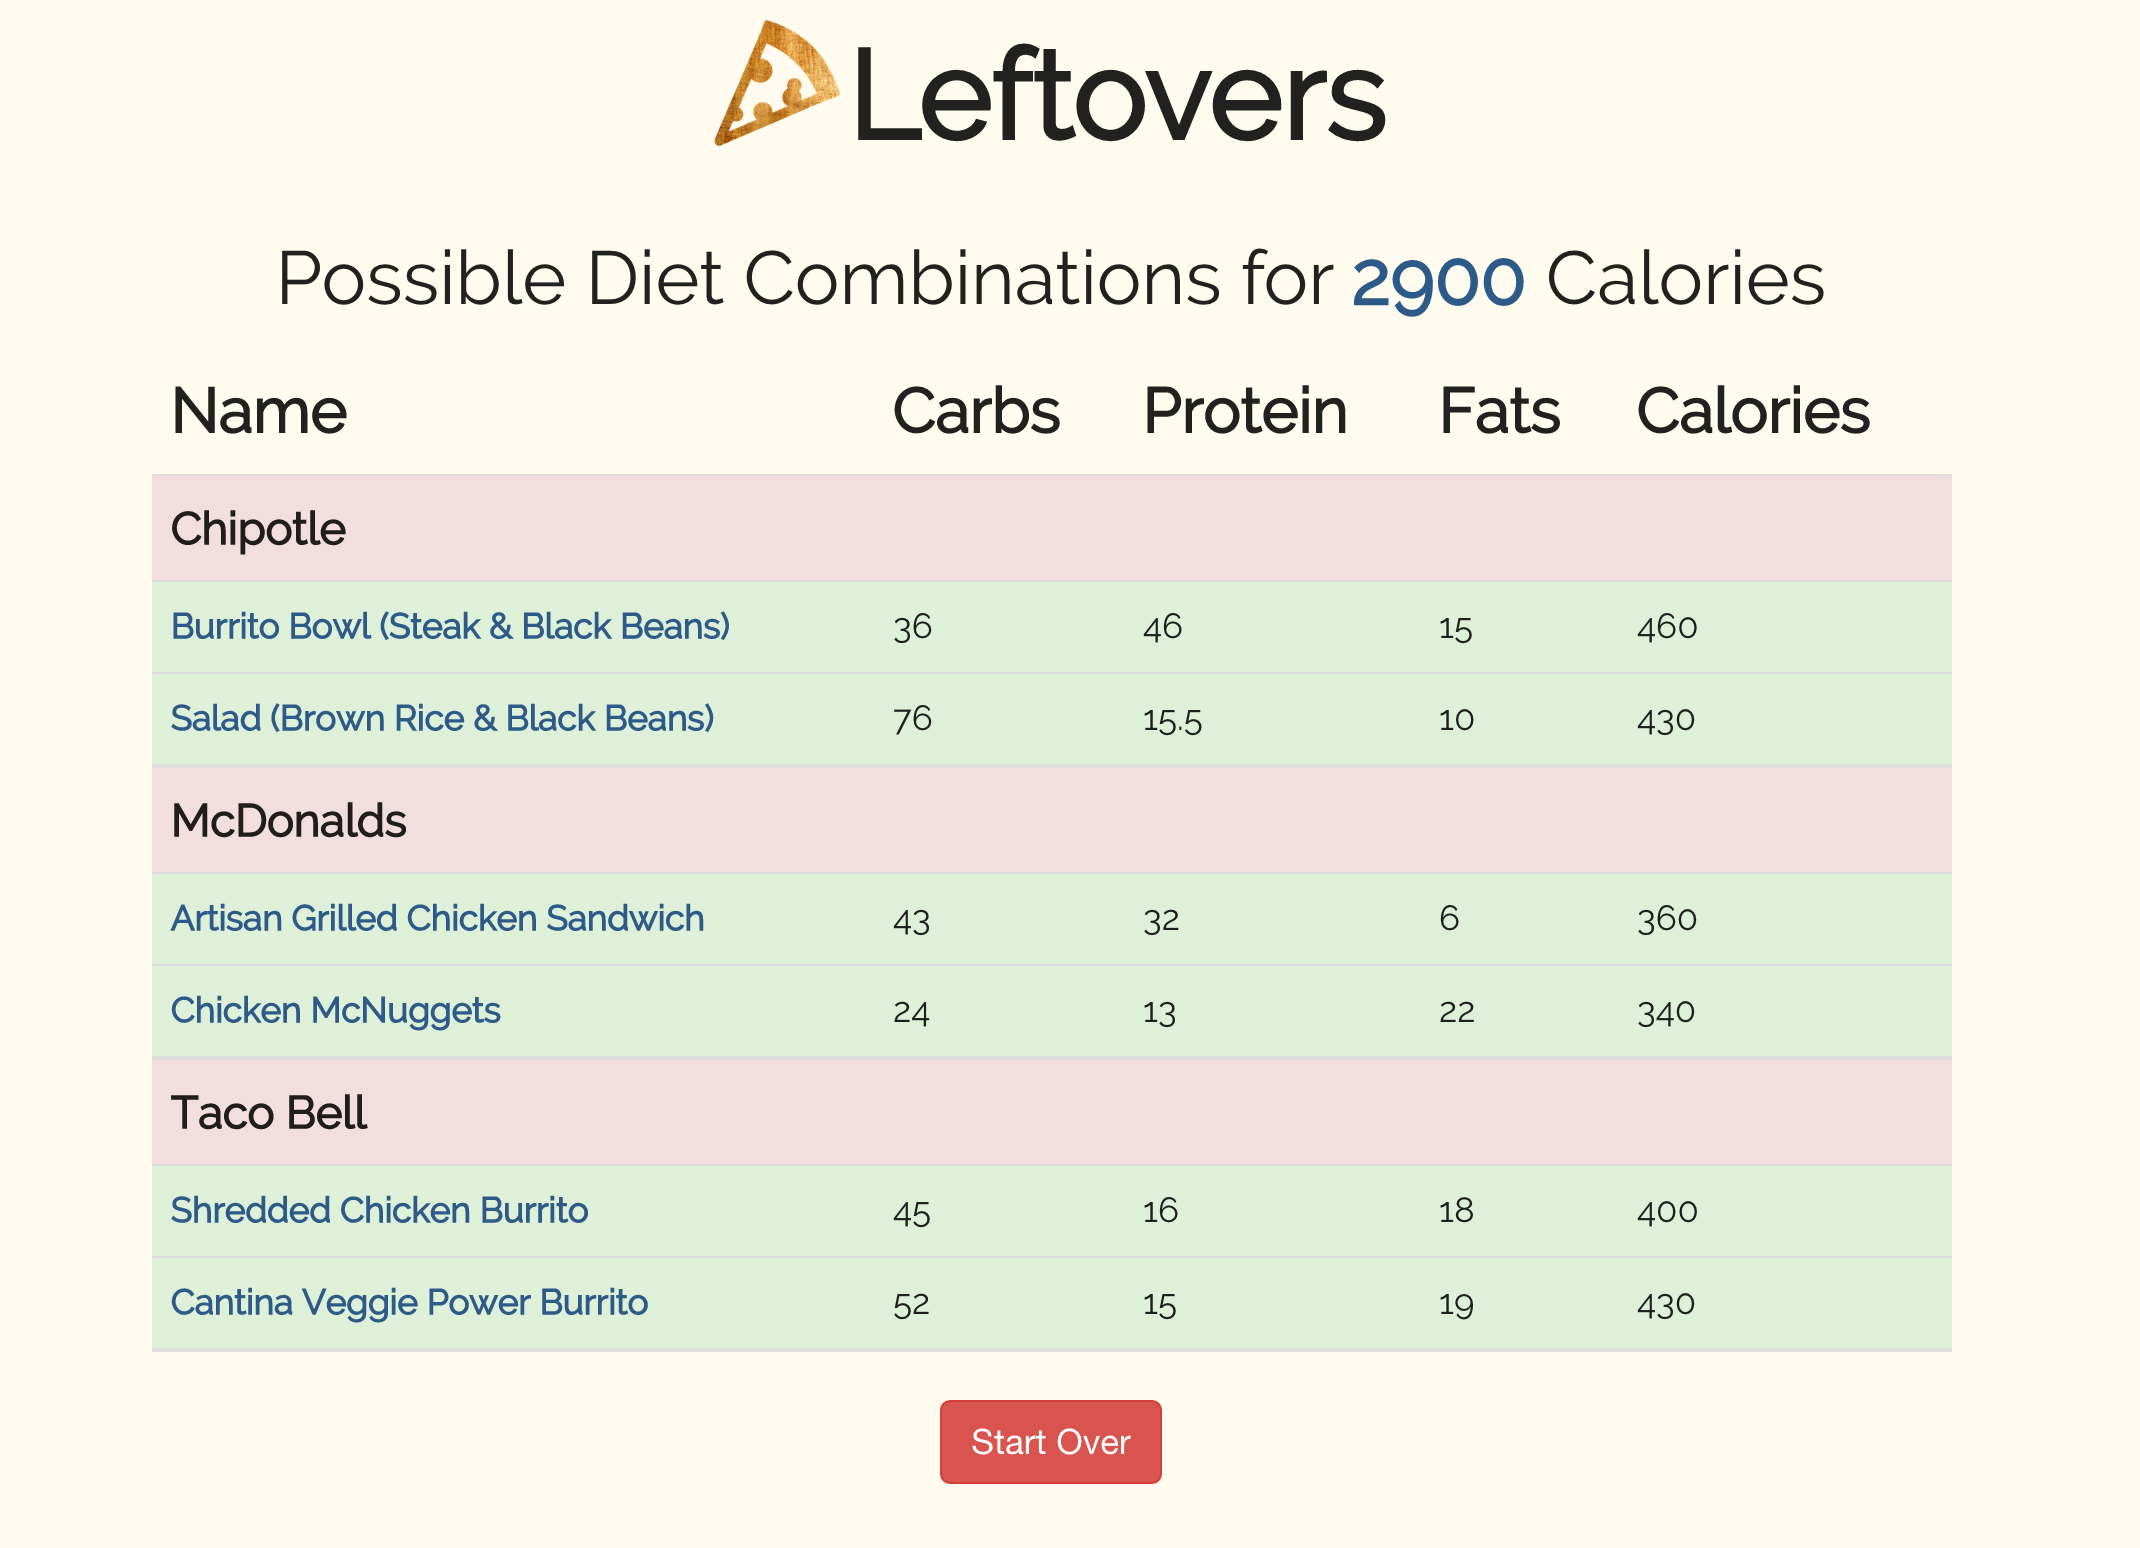 Leftovers
Possible Diet Combinations for 2900 Calories
Name Carbs Protein Fats Calories
Chipotle
Burrito Bowl (Steak & Black Beans) 36 46 15 460
Salad (Brown Rice & Black Beans) 76 15.5 10 430
McDonalds
Artisan Grilled Chicken Sandwich 43 32 6 360
Chicken McNuggets 24 13 22 340
Taco Bell
Shredded Chicken Burrito 45 16 18 400
Cantina Veggie Power Burrito 52 15 19 430
Start Over